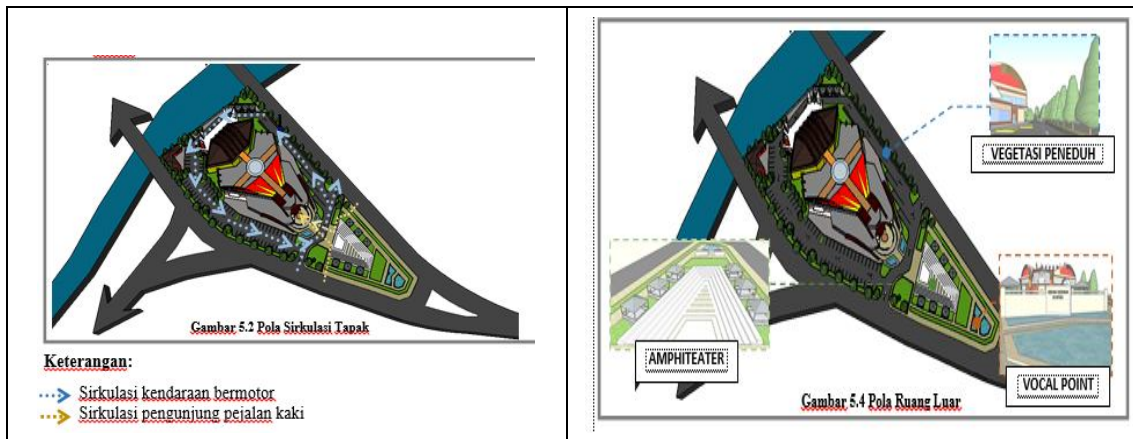 Gambar 5.2 Pola Sirkulasi Tapak
Keterangan:
Sirkulasi kendaraan bermotor
Sirkulasi pengunjung pejalan kaki
VEGETASI PENEDUH
AMPHITEATER
VOCAL POINT
Gambar 5.4 Pola Ruang Luar